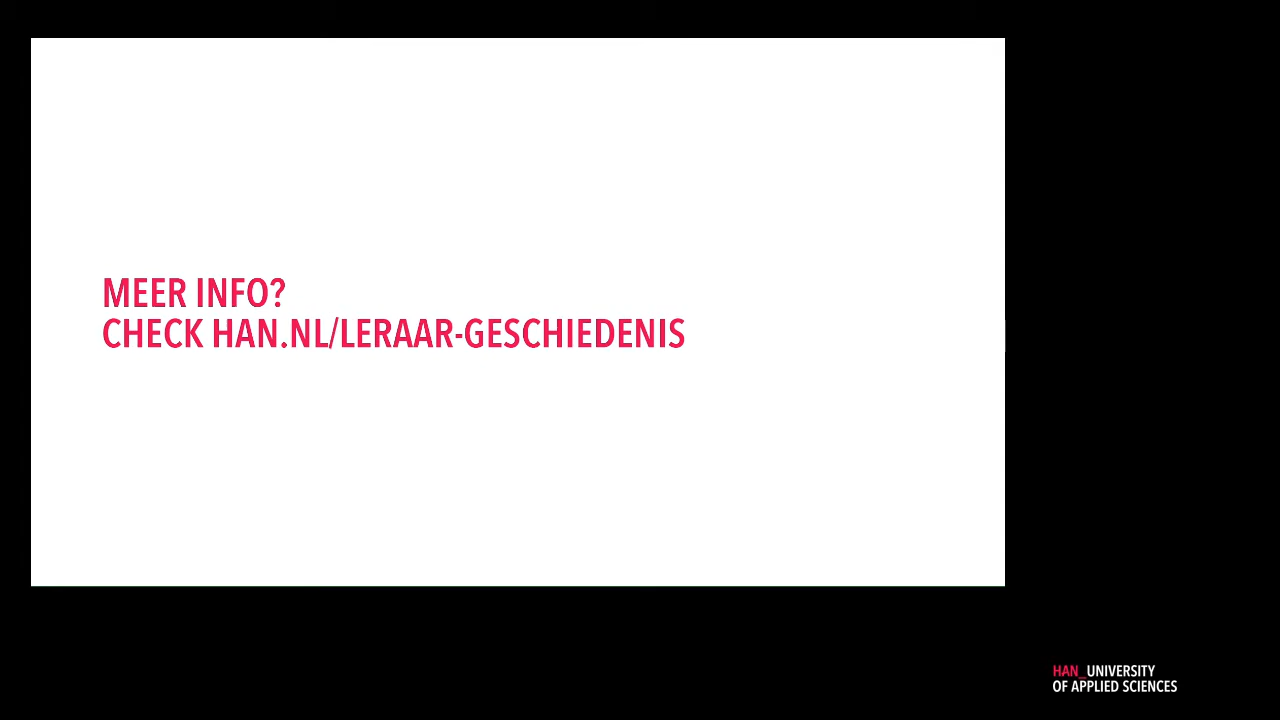 MEER INFO?
CHECK HAN.NL/LERAAR-GESCHIEDENIS
HAN_UNIVERSITY
OF APPLIED SCIENCES